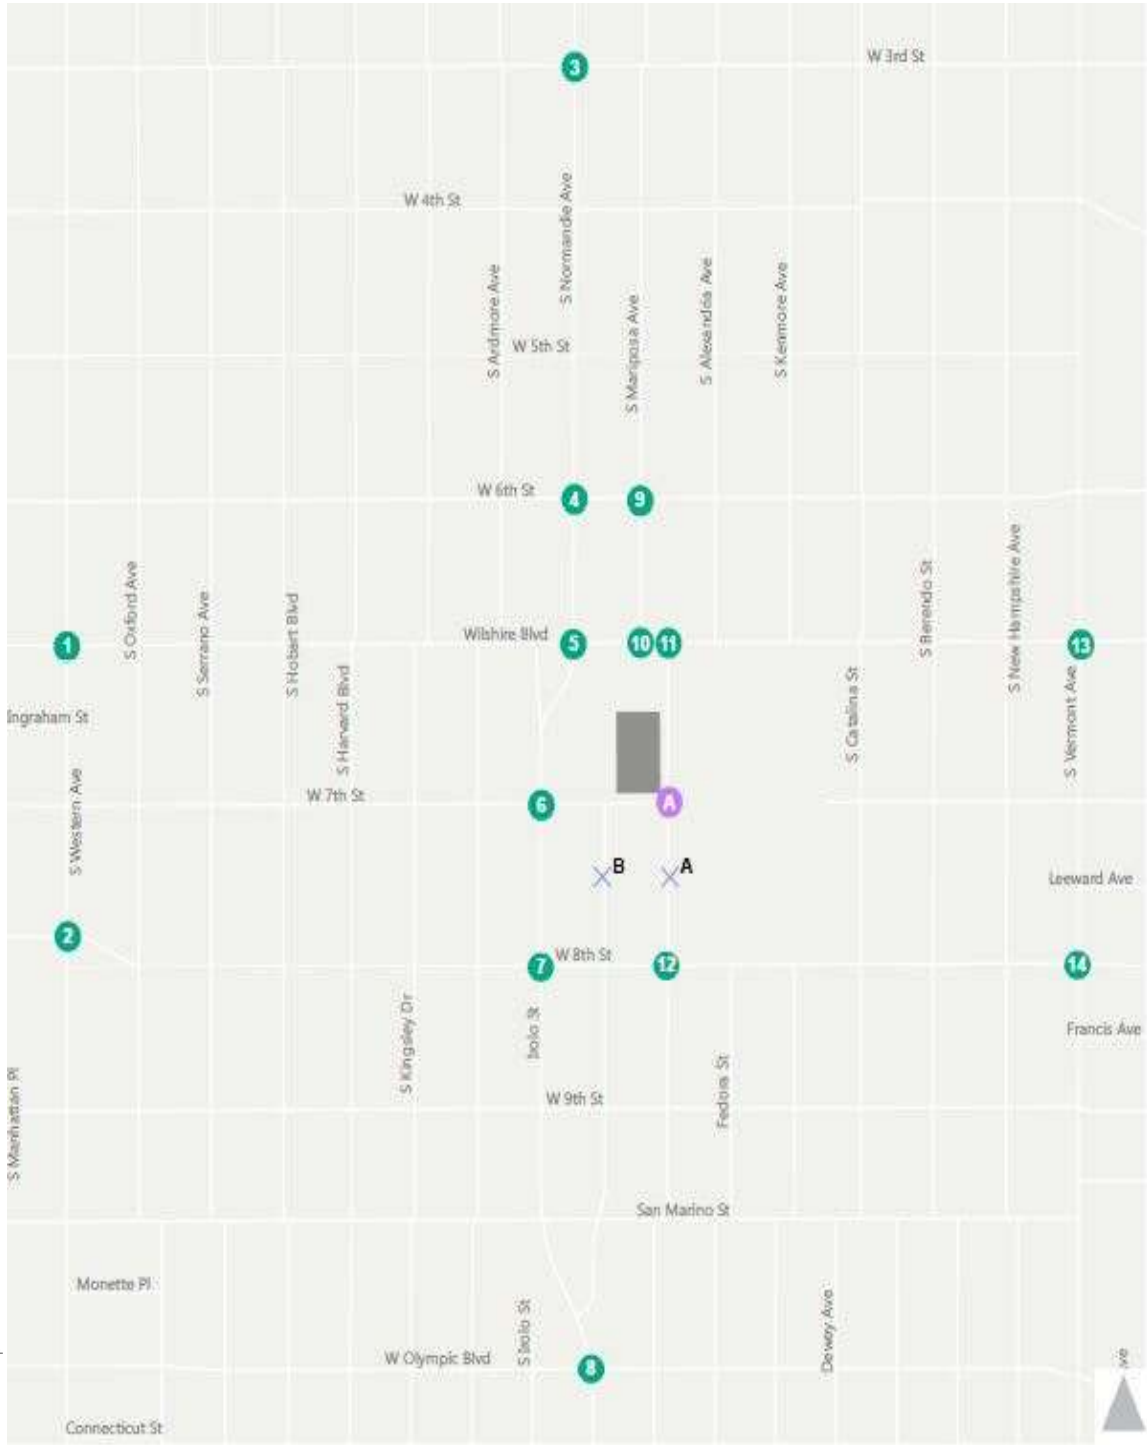 3
W 3rd St
W 4th St
S Normandie Ave
S Ardmore Ave
S Mariposa Ave
S Alexandria Ave
S Kenmore Ave
W 5th St
W 6th St
4
9
S Oxford Ave
S Serrano Ave
S Hobart Blvd
S Harvard Blvd
S Berendo St
S New Hampshire Ave
1
Wilshire Blvd
5
10
11
13
S Catalina St
S Vermont Ave
Ingraham St
S Western Ave
W 7th St
6
A
B
A
Leeward Ave
2
7
W 8th St
12
14
S Kingsley Dr
Irolo St
Francis Ave
Fedora St
S Manhattan Pl
W 9th St
San Marino St
Monette Pl
S Irolo St
Dewey Ave
W Olympic Blvd
8
ve
Connecticut St